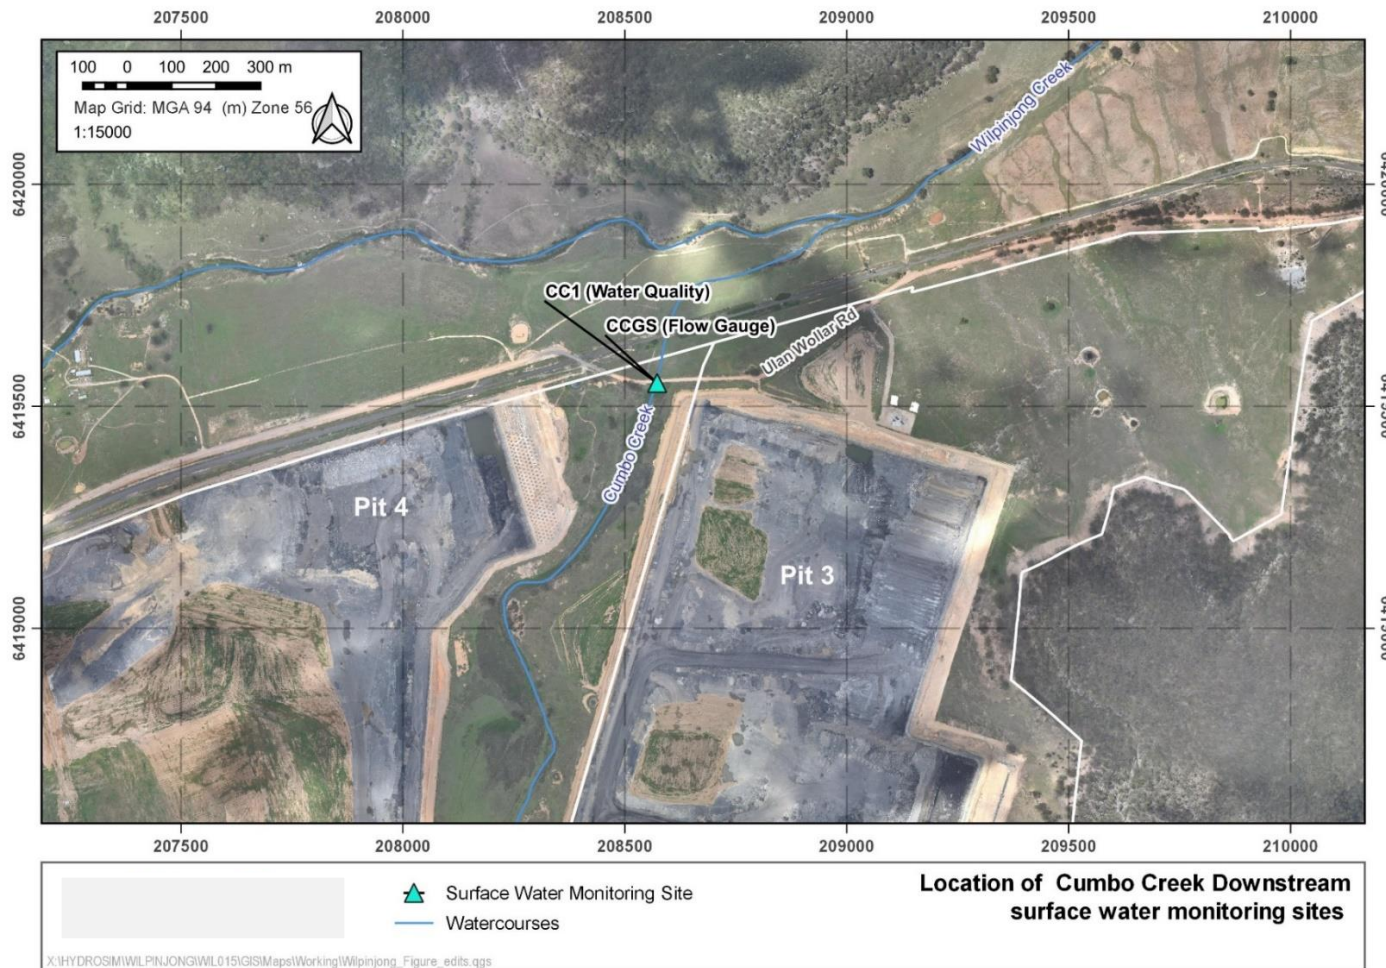 207500 208000 208500 209000 209500 210000
100 0 100 200 300 m
Map Grid: MGA 94 (m) Zone 56
1:15000
Wilpinjong Creek
6420000 6420000
CC1 (Water Quality)
CCGS (Flow Gauge)
Ulan Wollar Rd
6419500 6419500
Cumbo Creek
Pit 4
Pit 3
6419000 6419000
207500 208000 208500 209000 209500 210000
Surface Water Monitoring Site
Watercourses
Location of Cumbo Creek Downstream
surface water monitoring sites
X:\HYDROSIM\WILPINJONG\WIL015\GIS\Maps\Working\Wilpinjong_Figure_edits.qgs